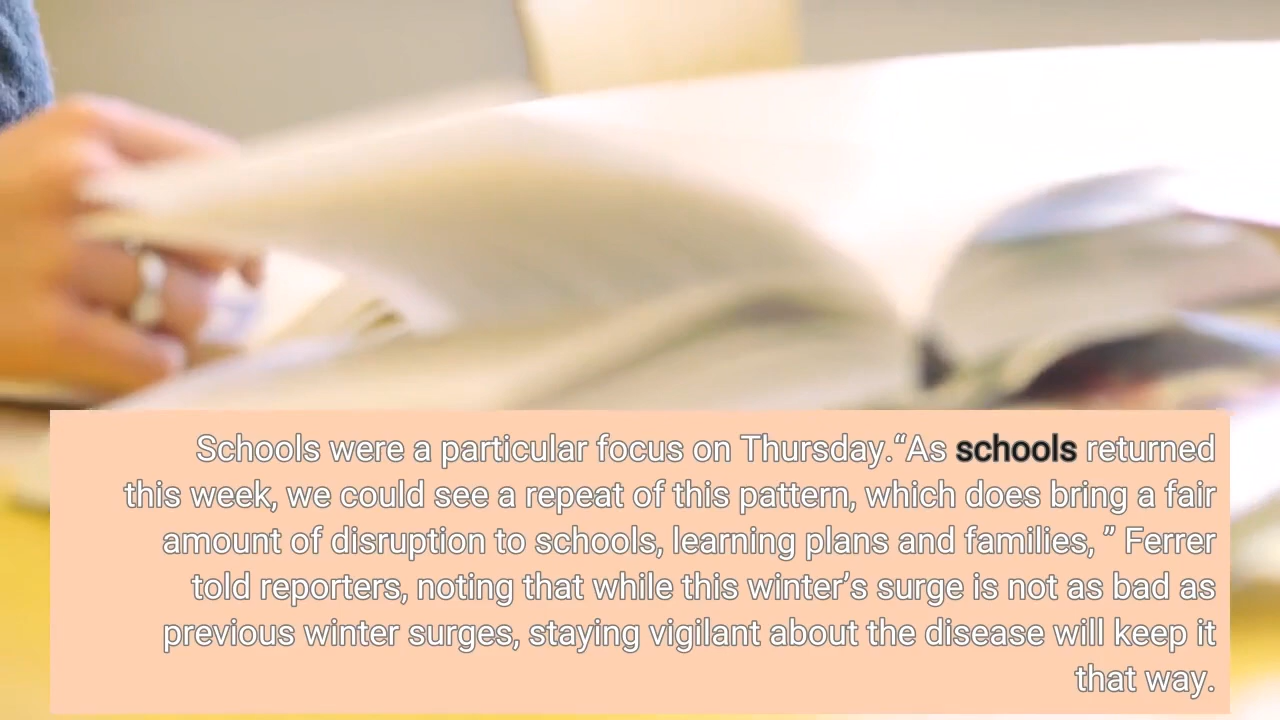 Schools were a particular focus on Thursday.“As schools returned
this week, we could see a repeat of this pattern, which does bring a fair
amount of disruption to schools, learning plans and families, ” Ferrer
told reporters, noting that while this winter’s surge is not as bad as
previous winter surges, staying vigilant about the disease will keep it
that way.